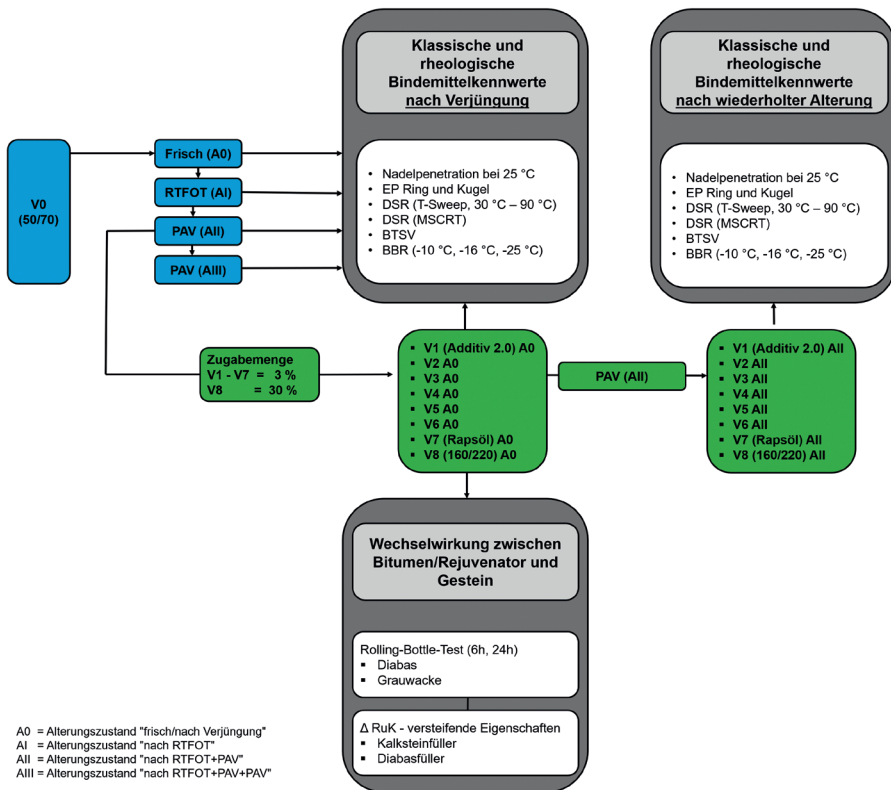 Klassische und
rheologische
Bindemittelkennwerte
nach Verjüngung
Klassische und
rheologische
Bindemittelkennwerte
nach wiederholter Alterung
V0
(50/70)
Frisch (A0)
RTFOT (AI)
PAV (AII)
PAV (AIII)
• Nadelpenetration bei 25 °C
• EP Ring und Kugel
• DSR (T-Sweep, 30 °C – 90 °C)
• DSR (MSCRT)
• BTSV
• BBR (-10 °C, -16 °C, -25 °C)
• Nadelpenetration bei 25 °C
• EP Ring und Kugel
• DSR (T-Sweep, 30 °C – 90 °C)
• DSR (MSCRT)
• BTSV
• BBR (-10 °C, -16 °C, -25 °C)
Zugabemenge
V1 - V7 = 3 %
V8 = 30 %
▪ V1 (Additiv 2.0) A0
▪ V2 A0
▪ V3 A0
▪ V4 A0
▪ V5 A0
▪ V6 A0
▪ V7 (Rapsöl) A0
▪ V8 (160/220) A0
PAV (AII)
▪ V1 (Additiv 2.0) AII
▪ V2 AII
▪ V3 AII
▪ V4 AII
▪ V5 AII
▪ V6 AII
▪ V7 (Rapsöl) AII
▪ V8 (160/220) AII
Wechselwirkung zwischen
Bitumen/Rejuvenator und
Gestein
Rolling-Bottle-Test (6h, 24h)
▪ Diabas
▪ Grauwacke
Δ RuK - versteifende Eigenschaften
▪ Kalksteinfüller
▪ Diabasfüller
A0 = Alterungszustand "frisch/nach Verjüngung"
AI = Alterungszustand "nach RTFOT"
AII = Alterungszustand "nach RTFOT+PAV"
AIII = Alterungszustand "nach RTFOT+PAV+PAV"